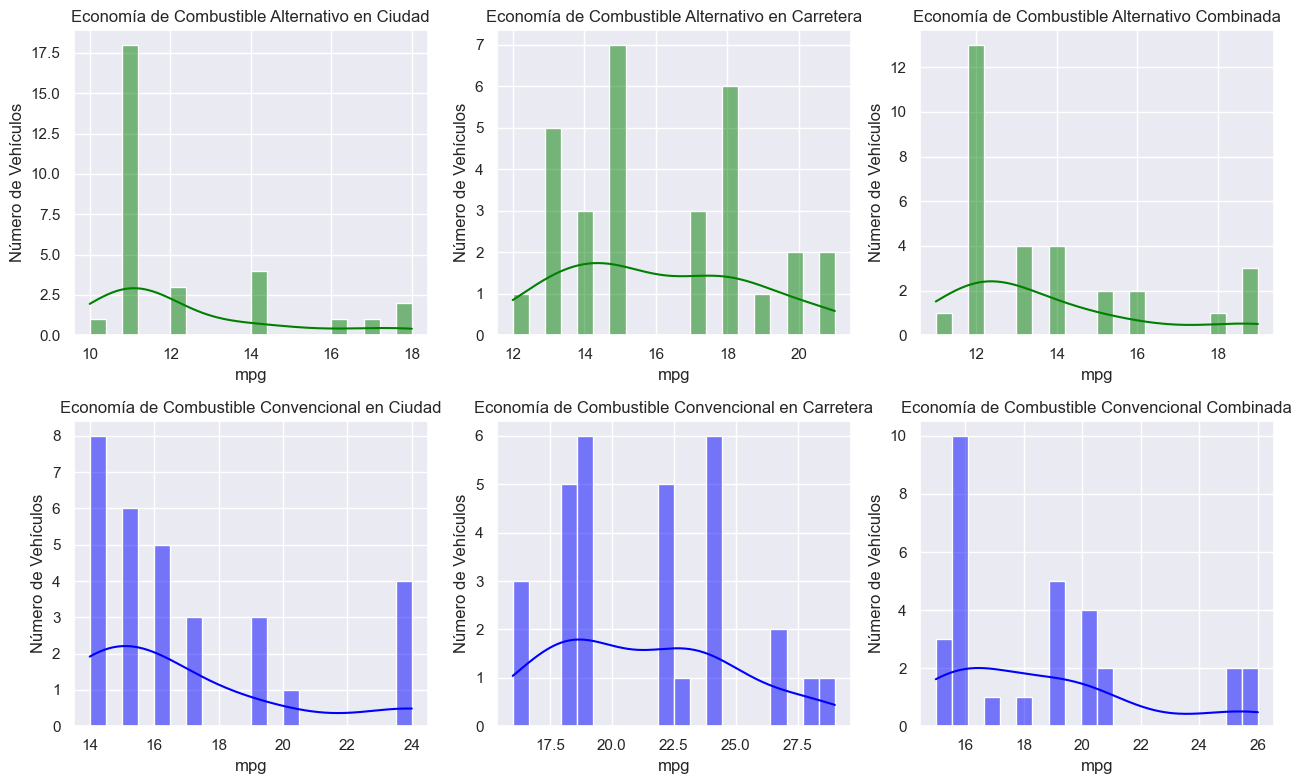 Economía de Combustible Alternativo en Ciudad
Número de Vehículos
17.5
15.0
12.5
10.0
7.5
5.0
2.5
0.0
10 12 14 16 18
mpg
Economía de Combustible Alternativo en Carretera
Número de Vehículos
7
6
5
4
3
2
1
0
12 14 16 18 20
mpg
Economía de Combustible Alternativo Combinada
Número de Vehículos
12
10
8
6
4
2
0
12 14 16 18
mpg
Economía de Combustible Convencional en Ciudad
Número de Vehículos
8
7
6
5
4
3
2
1
0
14 16 18 20 22 24
mpg
Economía de Combustible Convencional en Carretera
Número de Vehículos
6
5
4
3
2
1
0
17.5 20.0 22.5 25.0 27.5
mpg
Economía de Combustible Convencional Combinada
Número de Vehículos
10
8
6
4
2
0
16 18 20 22 24 26
mpg